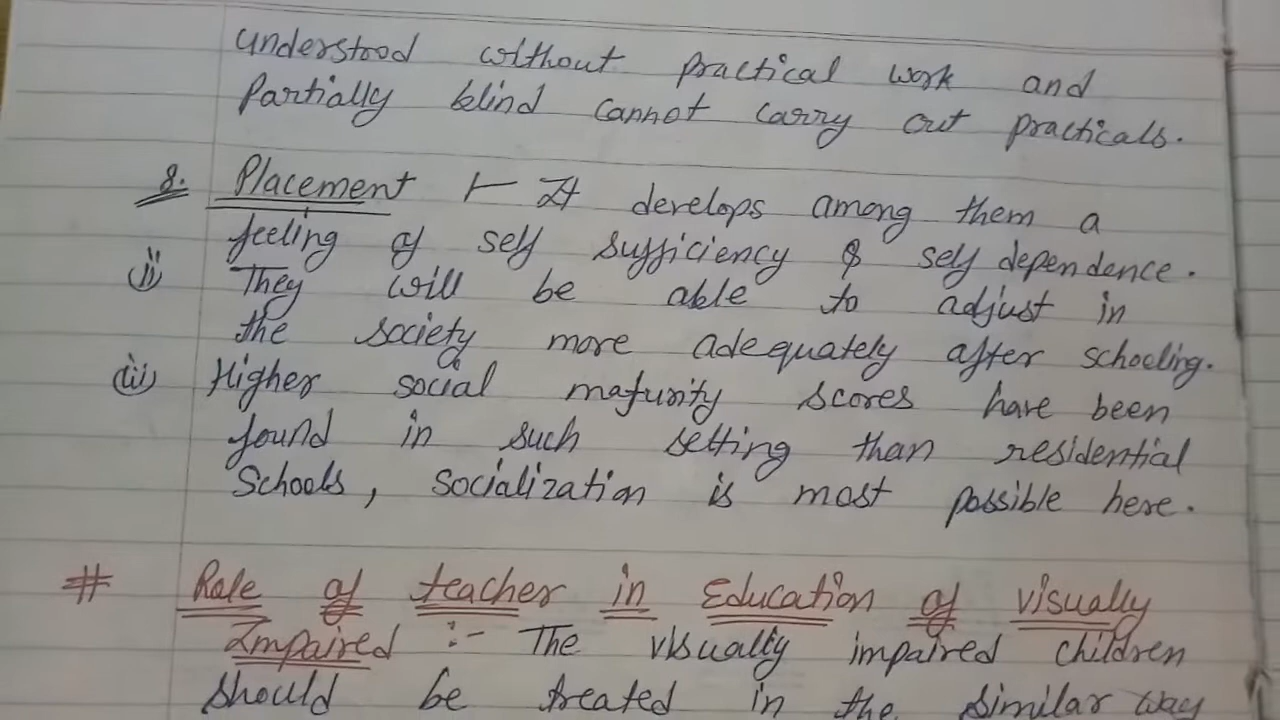 understood without practical work and
Partially blind cannot carry out practicals.
8. Placement :- It develops among them a
feeling of self sufficiency & self dependence.
(ii) They will be able to adjust in
the society more adequately after schooling.
(iii) Higher social maturity scores have been
found in such setting than residential
Schools, socialization is most possible here.
# Role of teacher in Education of visually
Impaired :- The visually impaired children
should be treated in the similar way